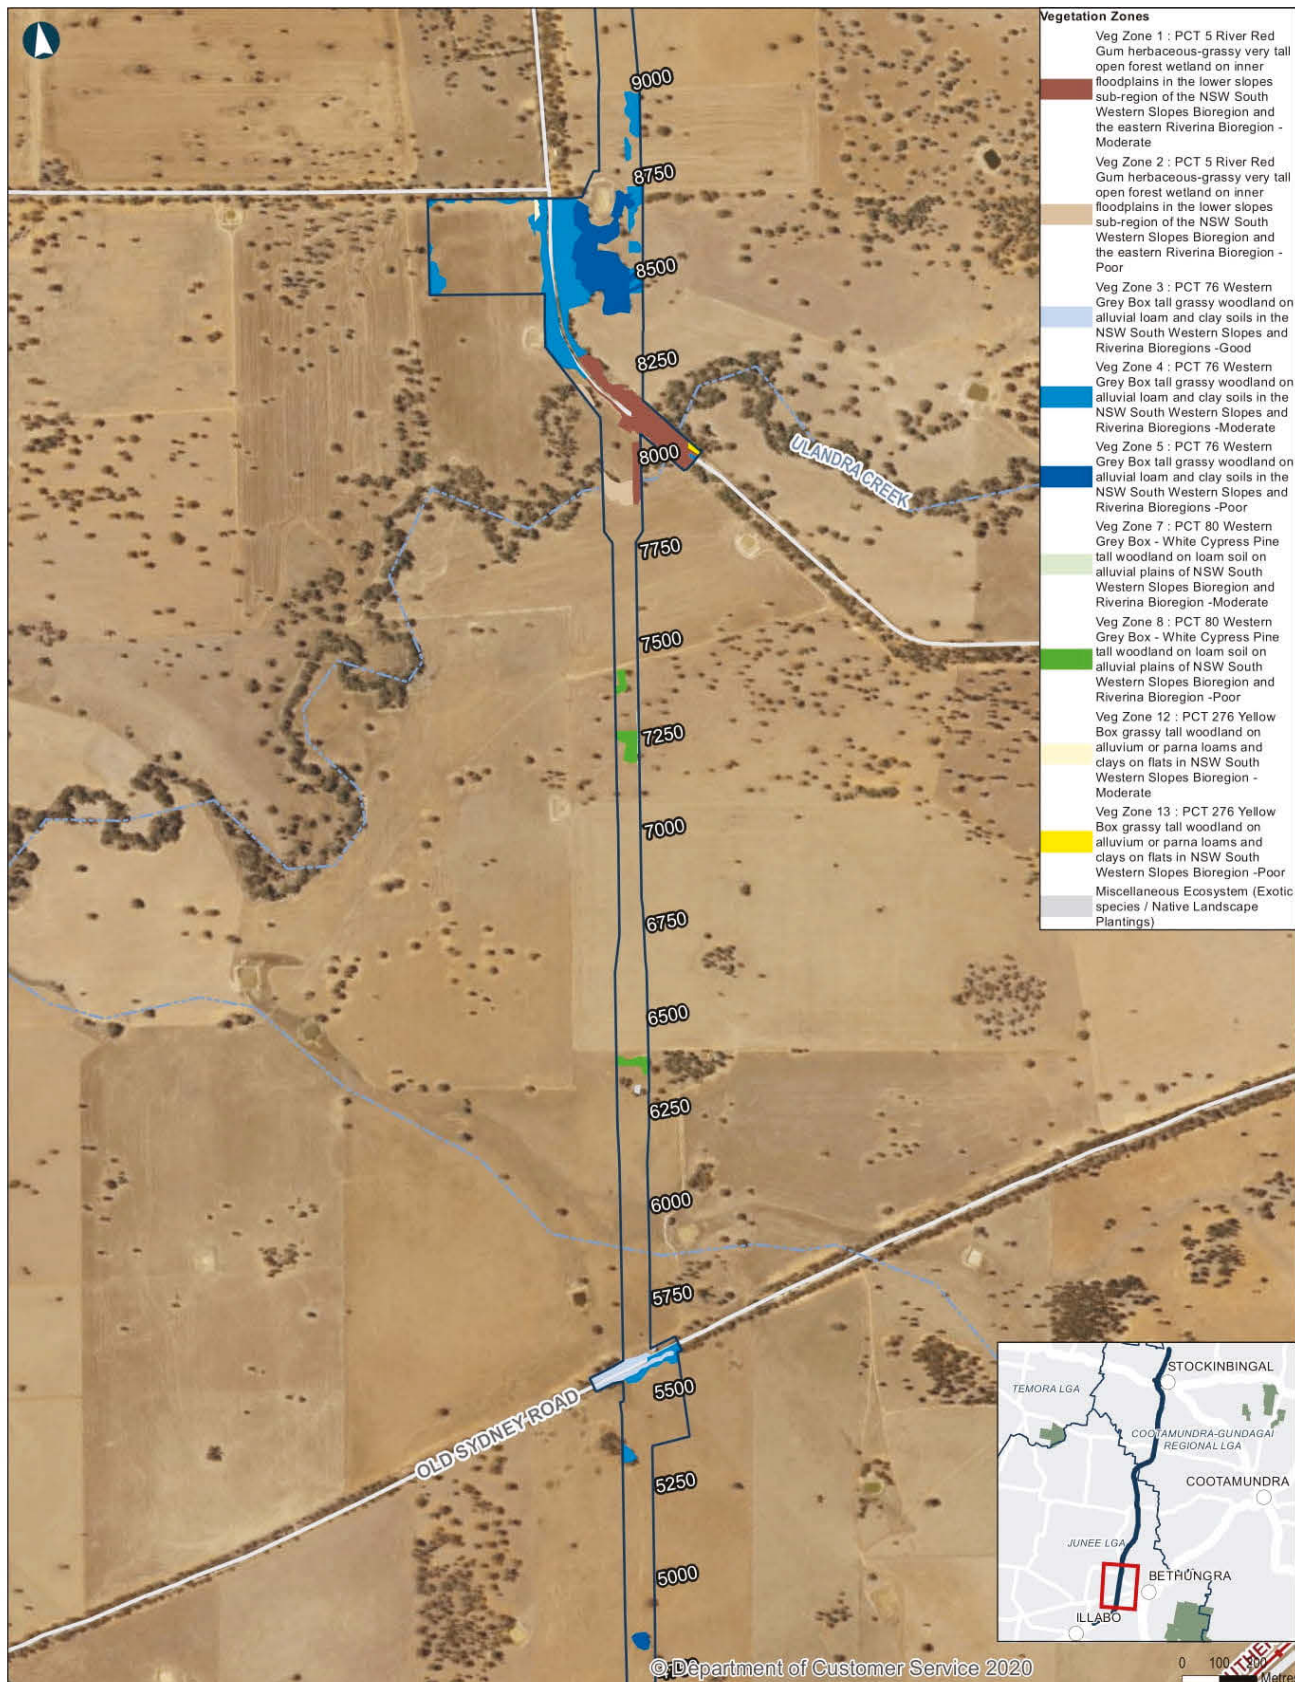 Vegetation Zones
Veg Zone 1 : PCT 5 River Red
Gum herbaceous-grassy very tall
open forest wetland on inner
floodplains in the lower slopes
sub-region of the NSW South
Western Slopes Bioregion and
the eastern Riverina Bioregion -
Moderate
Veg Zone 2 : PCT 5 River Red
Gum herbaceous-grassy very tall
open forest wetland on inner
floodplains in the lower slopes
sub-region of the NSW South
Western Slopes Bioregion and
the eastern Riverina Bioregion -
Poor
Veg Zone 3 : PCT 76 Western
Grey Box tall grassy woodland on
alluvial loam and clay soils in the
NSW South Western Slopes and
Riverina Bioregions -Good
Veg Zone 4 : PCT 76 Western
Grey Box tall grassy woodland on
alluvial loam and clay soils in the
NSW South Western Slopes and
Riverina Bioregions -Moderate
Veg Zone 5 : PCT 76 Western
Grey Box tall grassy woodland on
alluvial loam and clay soils in the
NSW South Western Slopes and
Riverina Bioregions -Poor
Veg Zone 7 : PCT 80 Western
Grey Box - White Cypress Pine
tall woodland on loam soil on
alluvial plains of NSW South
Western Slopes Bioregion and
Riverina Bioregion -Moderate
Veg Zone 8 : PCT 80 Western
Grey Box - White Cypress Pine
tall woodland on loam soil on
alluvial plains of NSW South
Western Slopes Bioregion and
Riverina Bioregion -Poor
Veg Zone 12 : PCT 276 Yellow
Box grassy tall woodland on
alluvium or parna loams and
clays on flats in NSW South
Western Slopes Bioregion -
Moderate
Veg Zone 13 : PCT 276 Yellow
Box grassy tall woodland on
alluvium or parna loams and
clays on flats in NSW South
Western Slopes Bioregion -Poor
Miscellaneous Ecosystem (Exotic
species / Native Landscape
Plantings)
9000
8750
8500
8250
8000
ULANDRA CREEK
7750
7500
7250
7000
6750
6500
6250
6000
5750
5500
OLD SYDNEY ROAD
5250
5000
STOCKINBINGAL
TEMORA LGA
COOTAMUNDRA-GUNDAGAI
REGIONAL LGA
COOTAMUNDRA
JUNEE LGA
BETHUNGRA
ILLABO
© Department of Customer Service 2020
0 100 200